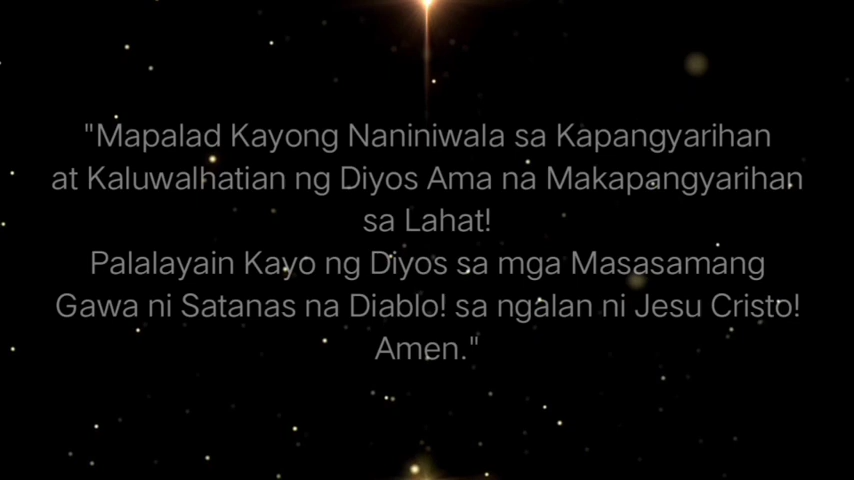 "Mapalad Kayong Naniniwala sa Kapangyarihan
at Kaluwalhatian ng Diyos Ama na Makapangyarihan
sa Lahat!
Palalayain Kayo ng Diyos sa mga Masasamang
Gawa ni Satanas na Diablo! sa ngalan ni Jesu Cristo!
Amen."